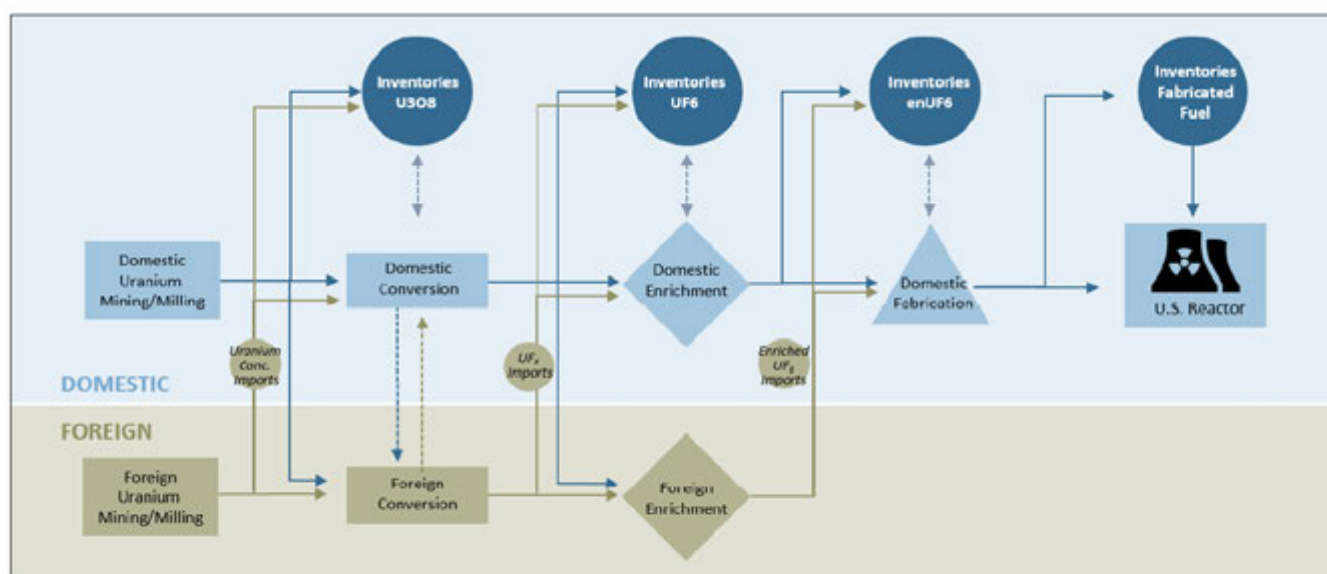 Inventories
U3O8
Inventories
UF6
Inventories
enUF6
Inventories
Fabricated
Fuel
Domestic
Uranium
Mining/Milling
Domestic
Conversion
Domestic
Enrichment
Domestic
Fabrication
U.S. Reactor
Uranium
Conc.
Imports
UF₆
Imports
Enriched
UF₆
Imports
DOMESTIC
FOREIGN
Foreign
Uranium
Mining/Milling
Foreign
Conversion
Foreign
Enrichment